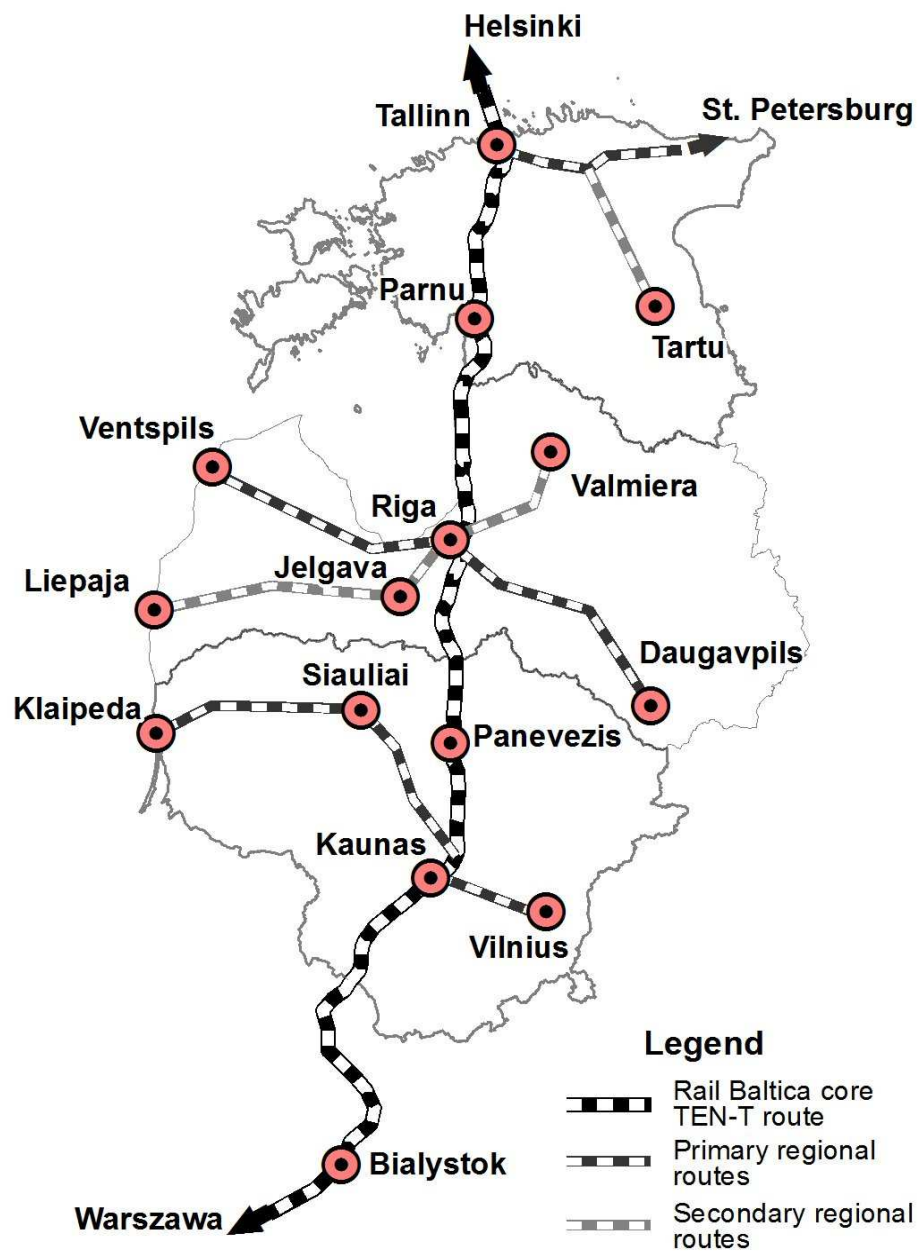 Helsinki
Tallinn
St. Petersburg
Parnu
Tartu
Ventspils
Valmiera
Riga
Jelgava
Liepaja
Daugavpils
Siauliai
Klaipeda
Panevezis
Kaunas
Vilnius
Legend
Rail Baltica core
TEN-T route
Primary regional
routes
Bialystok
Secondary regional
routes
Warszawa